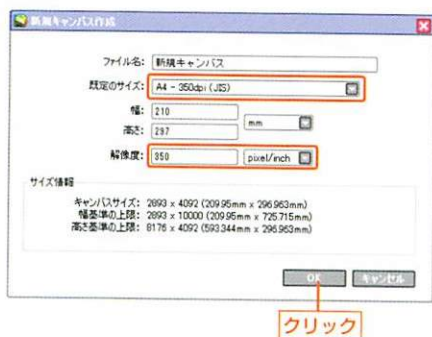 新規キャンバス作成
ファイル名: 新規キャンバス
既定のサイズ: A4 - 350dpi (JIS)
幅: 210
mm
高さ: 297
解像度: 350 pixel/inch
サイズ情報
キャンバスサイズ: 2893 x 4092 (209.95mm x 296.963mm)
幅基準の上限: 2893 x 10000 (209.95mm x 725.715mm)
高さ基準の上限: 8176 x 4092 (593.344mm x 296.963mm)
OK キャンセル
クリック